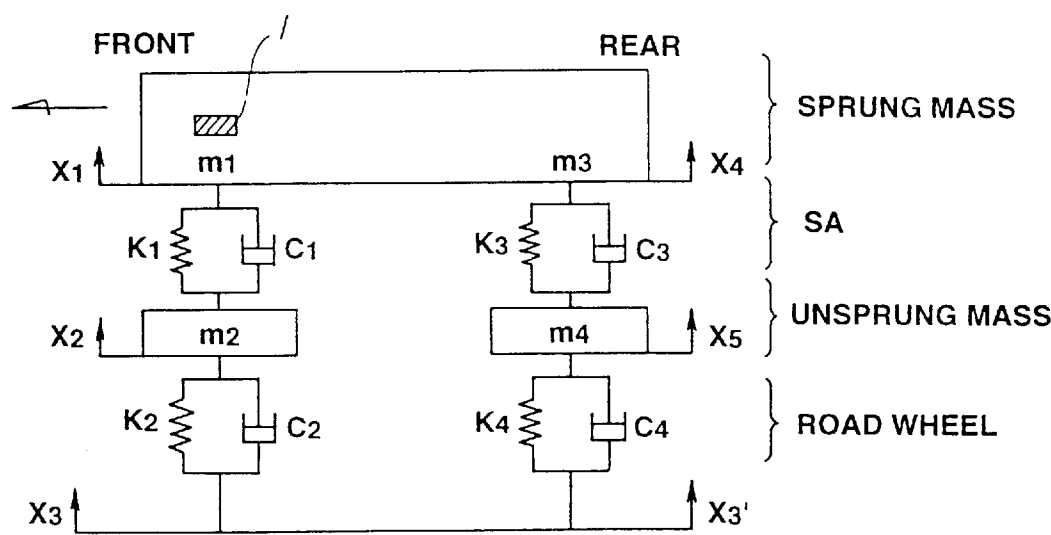 FRONT
1
REAR
SPRUNG MASS
X1
m1
m3
X4
K1
C1
K3
C3
SA
X2
m2
m4
X5
UNSPRUNG MASS
K2
C2
K4
C4
ROAD WHEEL
X3
X3'